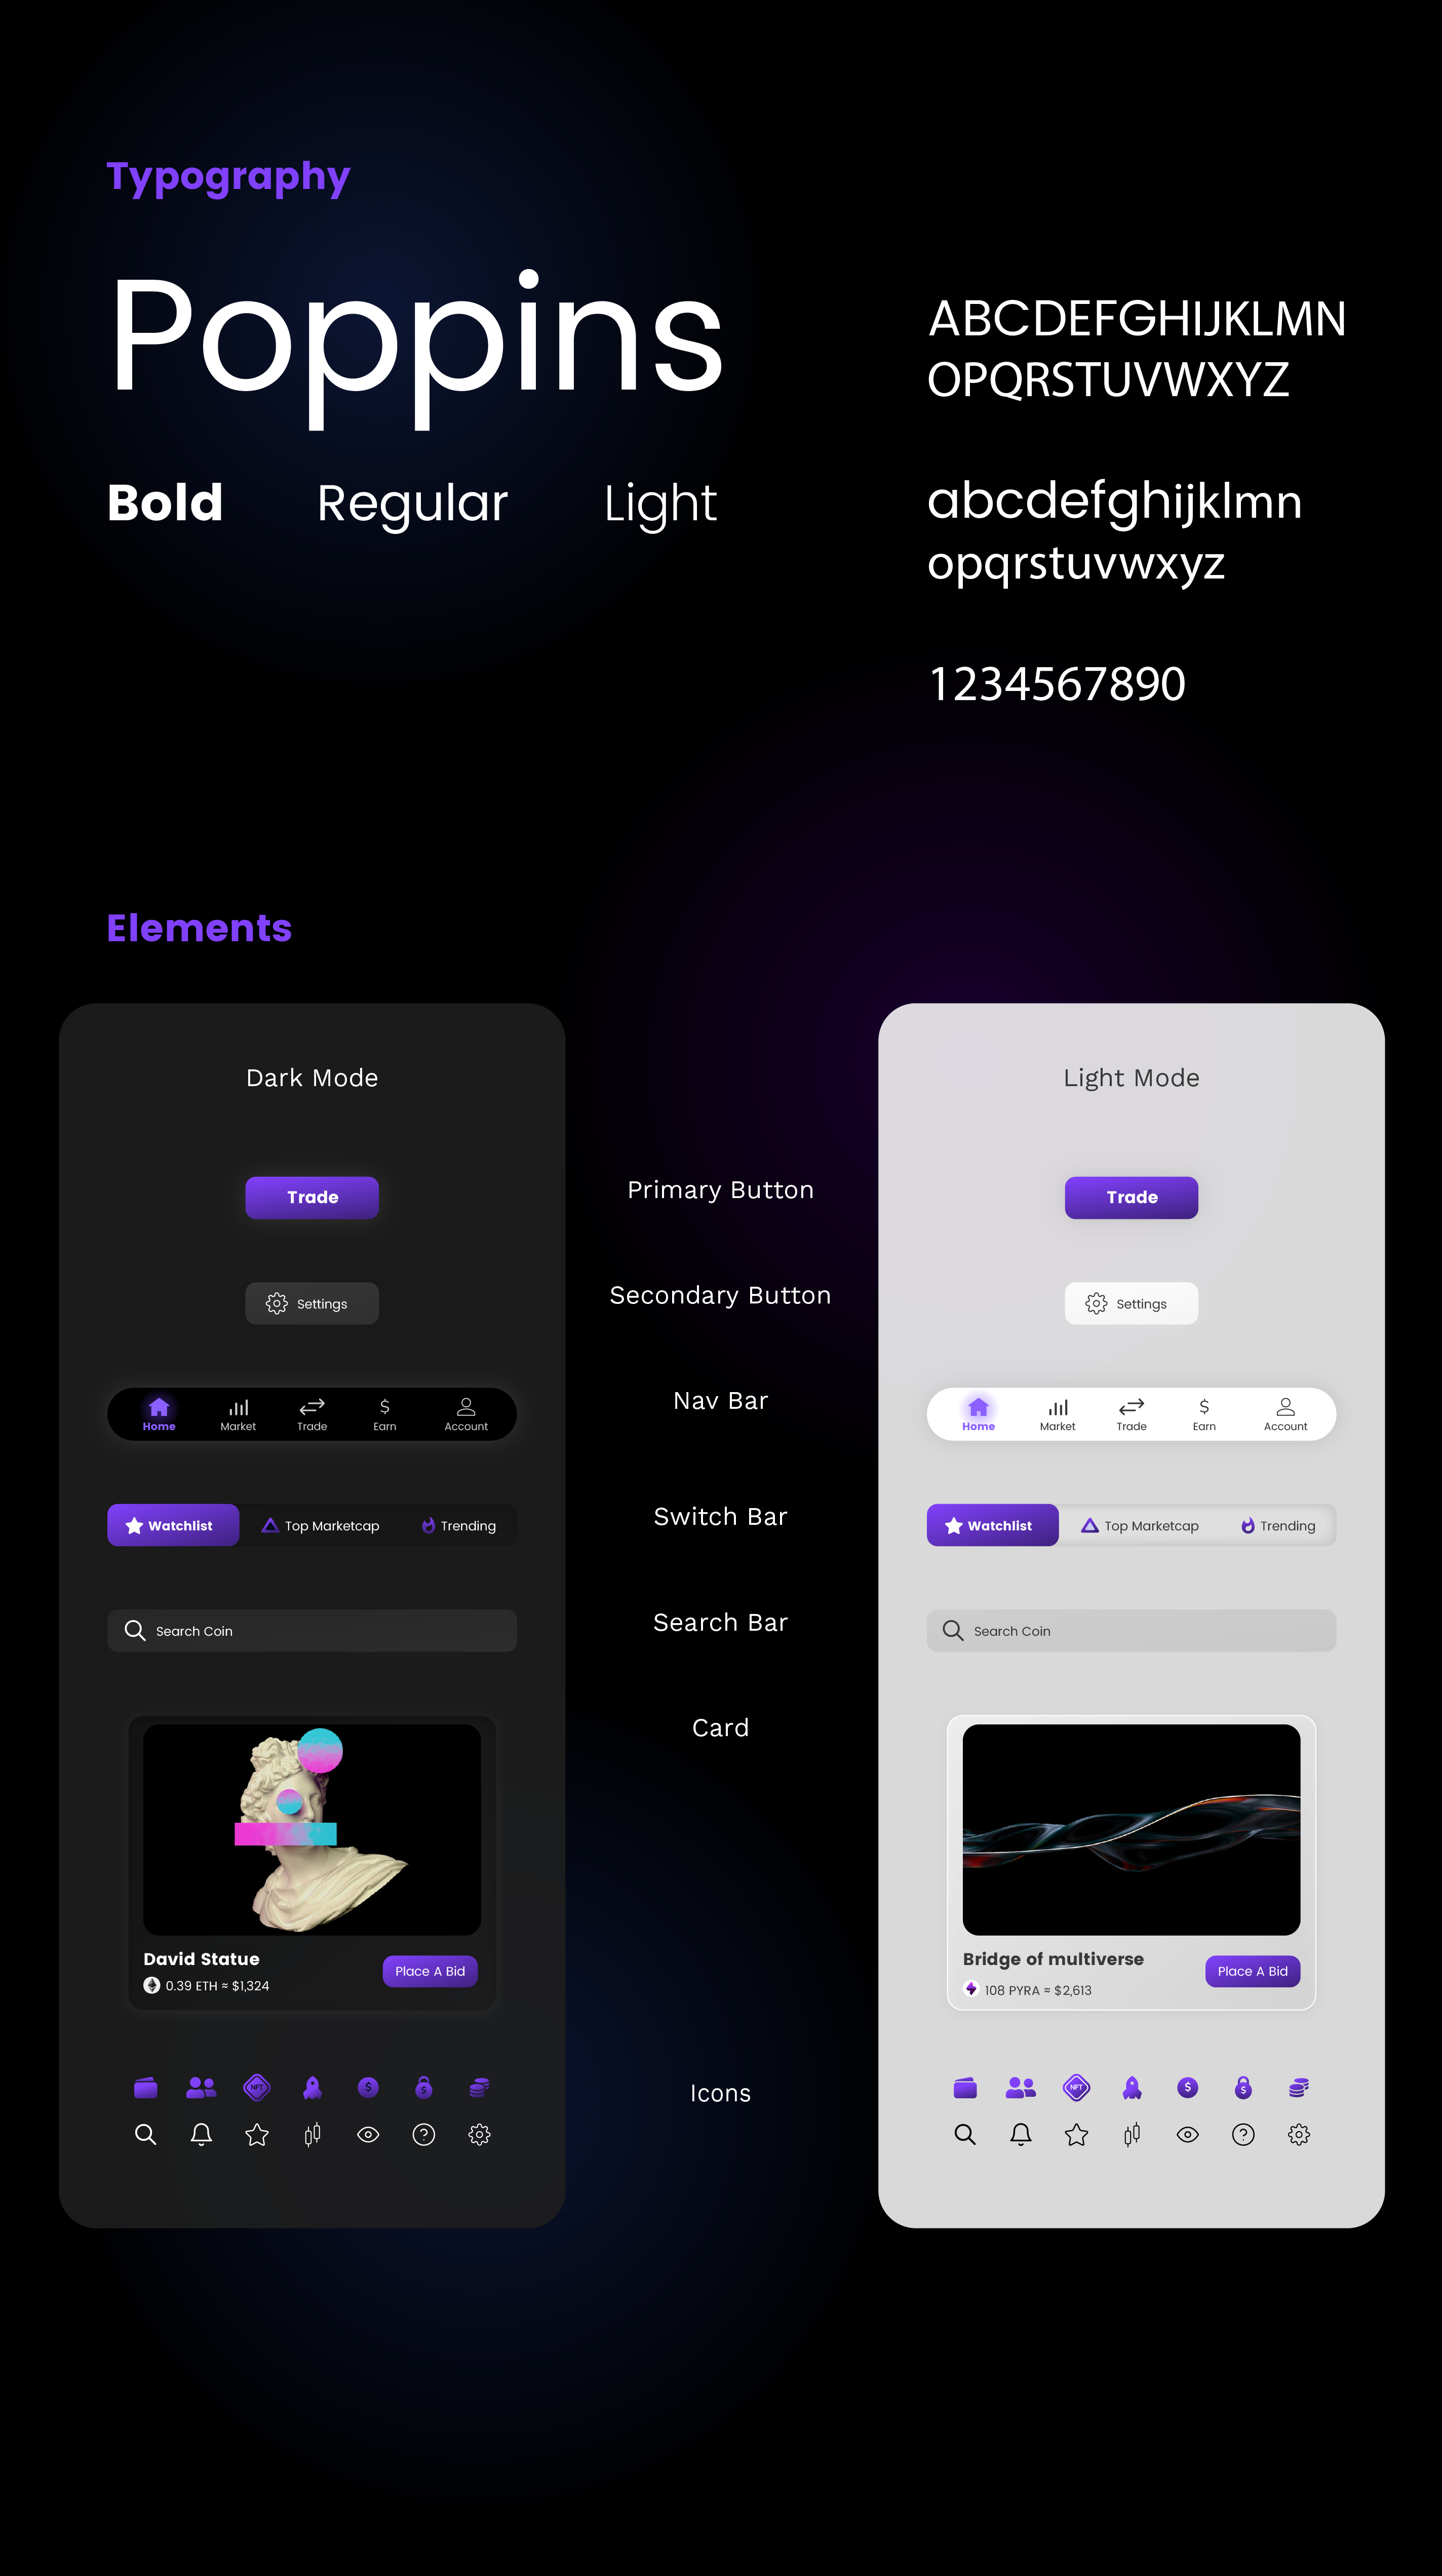 Typography
Poppins
Bold Regular Light
ABCDEFGHIJKLMN
OPQRSTUVWXYZ
abcdefghijklmn
opqrstuvwxyz
1234567890
Elements
Dark Mode
Light Mode
Trade
Primary Button
Trade
Settings
Secondary Button
Settings
Home Market Trade Earn Account
Nav Bar
Home Market Trade Earn Account
Watchlist Top Marketcap Trending
Switch Bar
Watchlist Top Marketcap Trending
Search Coin
Search Bar
Search Coin
Card
David Statue
0.39 ETH ≈ $1,324
Place A Bid
Bridge of multiverse
108 PYRA ≈ $2,613
Place A Bid
NFT $ $
Icons
NFT $ $
?
?